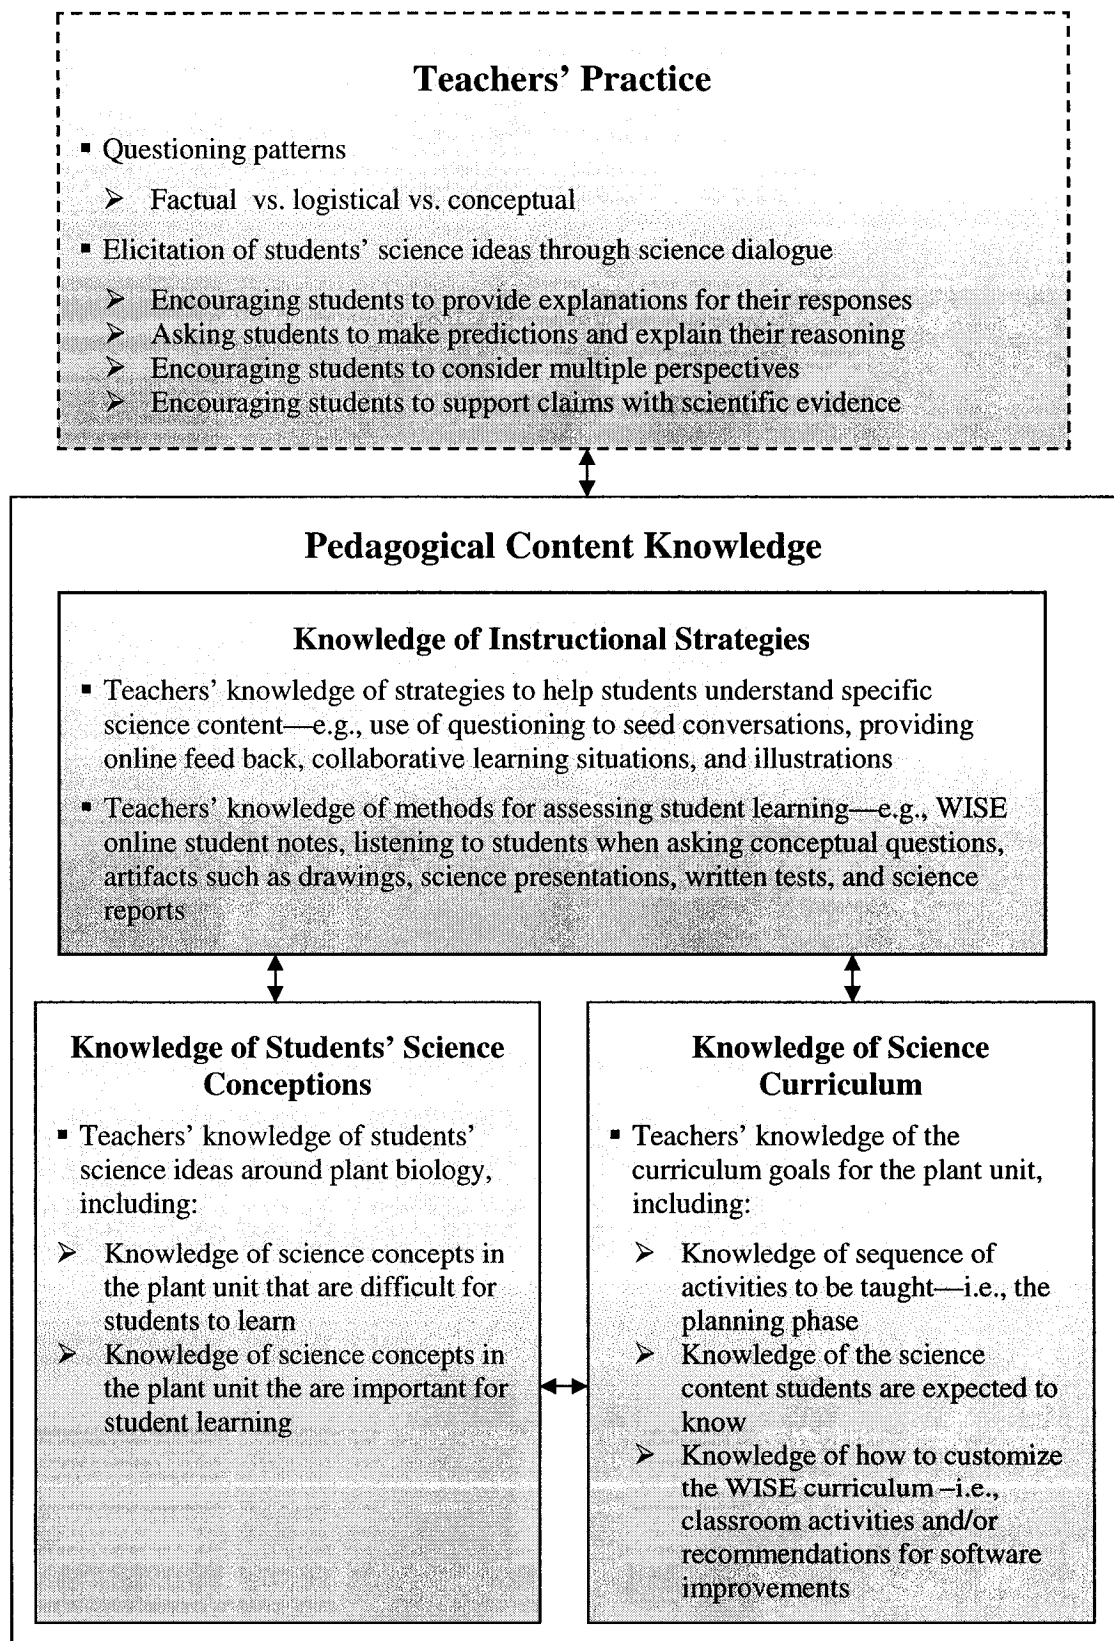 Teachers’ Practice
▪ Questioning patterns
➢ Factual vs. logistical vs. conceptual
▪ Elicitation of students’ science ideas through science dialogue
➢ Encouraging students to provide explanations for their responses
➢ Asking students to make predictions and explain their reasoning
➢ Encouraging students to consider multiple perspectives
➢ Encouraging students to support claims with scientific evidence
Pedagogical Content Knowledge
Knowledge of Instructional Strategies
▪ Teachers’ knowledge of strategies to help students understand specific
science content—e.g., use of questioning to seed conversations, providing
online feed back, collaborative learning situations, and illustrations
▪ Teachers’ knowledge of methods for assessing student learning—e.g., WISE
online student notes, listening to students when asking conceptual questions,
artifacts such as drawings, science presentations, written tests, and science
reports
Knowledge of Students’ Science
Conceptions
▪ Teachers’ knowledge of students’
science ideas around plant biology,
including:
➢ Knowledge of science concepts in
the plant unit that are difficult for
students to learn
➢ Knowledge of science concepts in
the plant unit the are important for
student learning
Knowledge of Science
Curriculum
▪ Teachers’ knowledge of the
curriculum goals for the plant unit,
including:
➢ Knowledge of sequence of
activities to be taught—i.e., the
planning phase
➢ Knowledge of the science
content students are expected to
know
➢ Knowledge of how to customize
the WISE curriculum –i.e.,
classroom activities and/or
recommendations for software
improvements